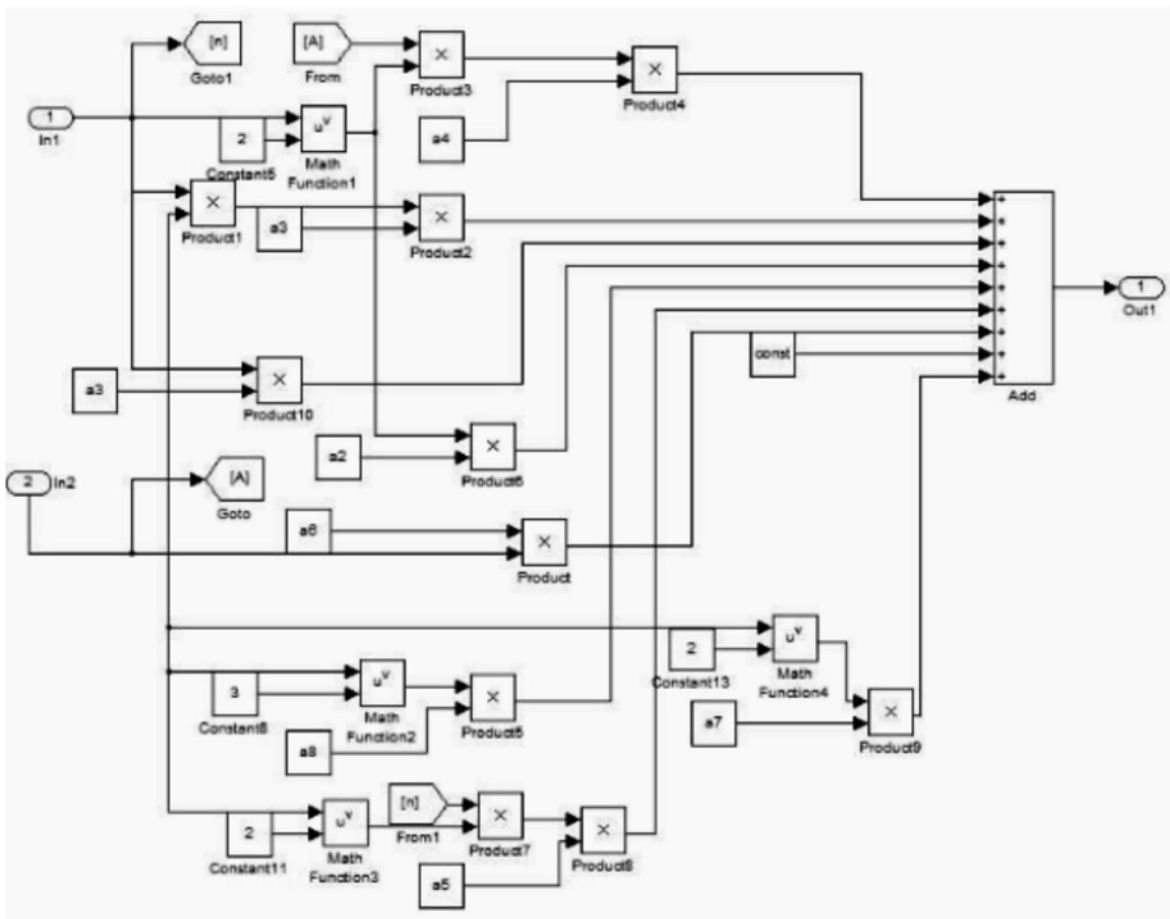 [n]
Goto1
[A]
From
×
Product3
×
Product4
1
In1
2
Constant5
u^v
Math
Function1
a4
×
Product1
a3
×
Product2
+
+
+
+
+
+
+
+
+
Add
1
Out1
const
a3
×
Product10
a2
×
Product6
2
In2
[A]
Goto
a6
×
Product
2
Constant13
u^v
Math
Function4
3
Constant8
u^v
Math
Function2
×
Product5
a8
a7
×
Product9
2
Constant11
u^v
Math
Function3
[n]
From1
×
Product7
×
Product8
a5